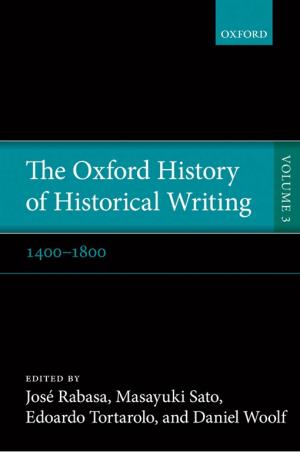 OXFORD
The Oxford History
of Historical Writing
VOLUME 3
1400–1800
EDITED BY
José Rabasa, Masayuki Sato,
Edoardo Tortarolo, and Daniel Woolf